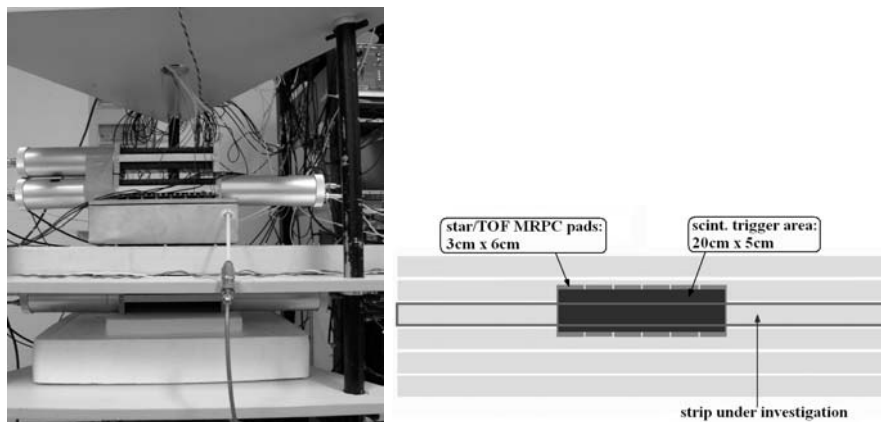 star/TOF MRPC pads:
3cm x 6cm
scint. trigger area:
20cm x 5cm
strip under investigation